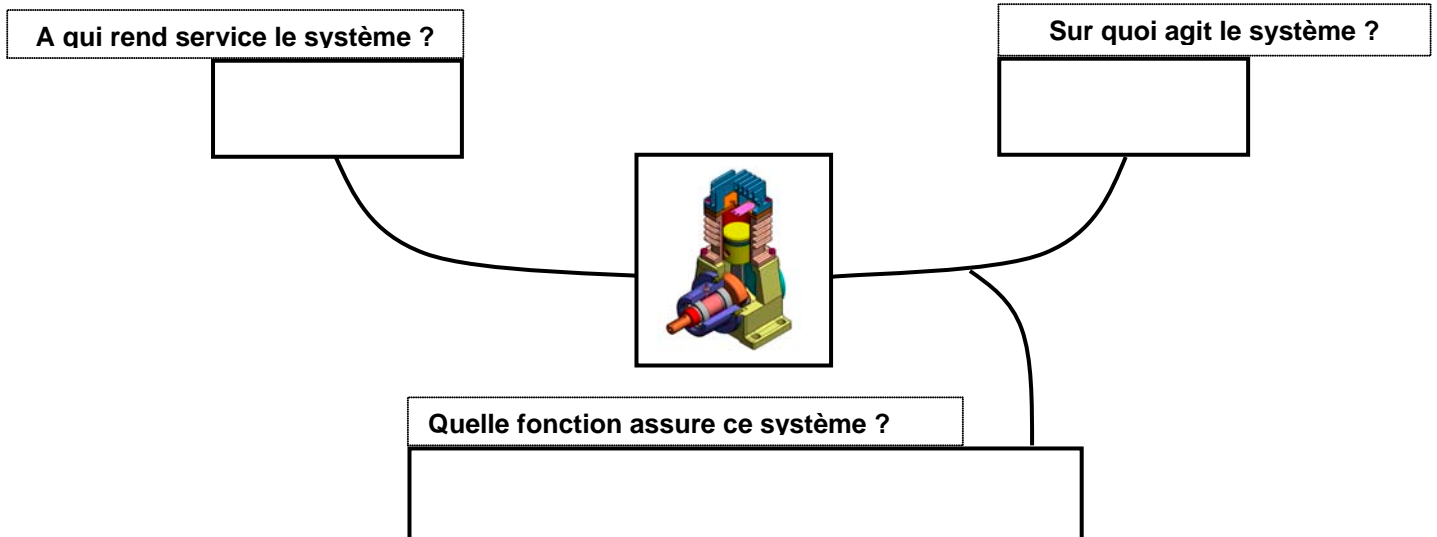 A qui rend service le système ?
Sur quoi agit le système ?
Quelle fonction assure ce système ?